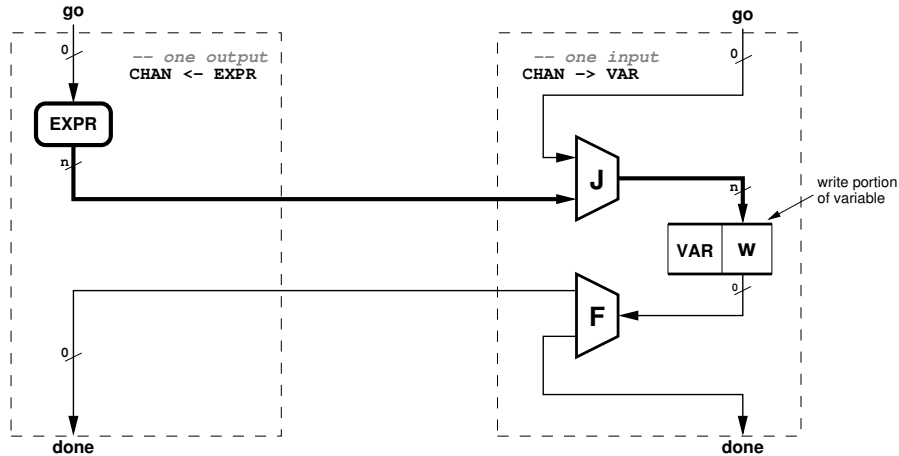 go
0
-- one output
CHAN <- EXPR
EXPR
n
0
done
go
0
-- one input
CHAN -> VAR
J
n
write portion
of variable
VAR
w
0
F
done